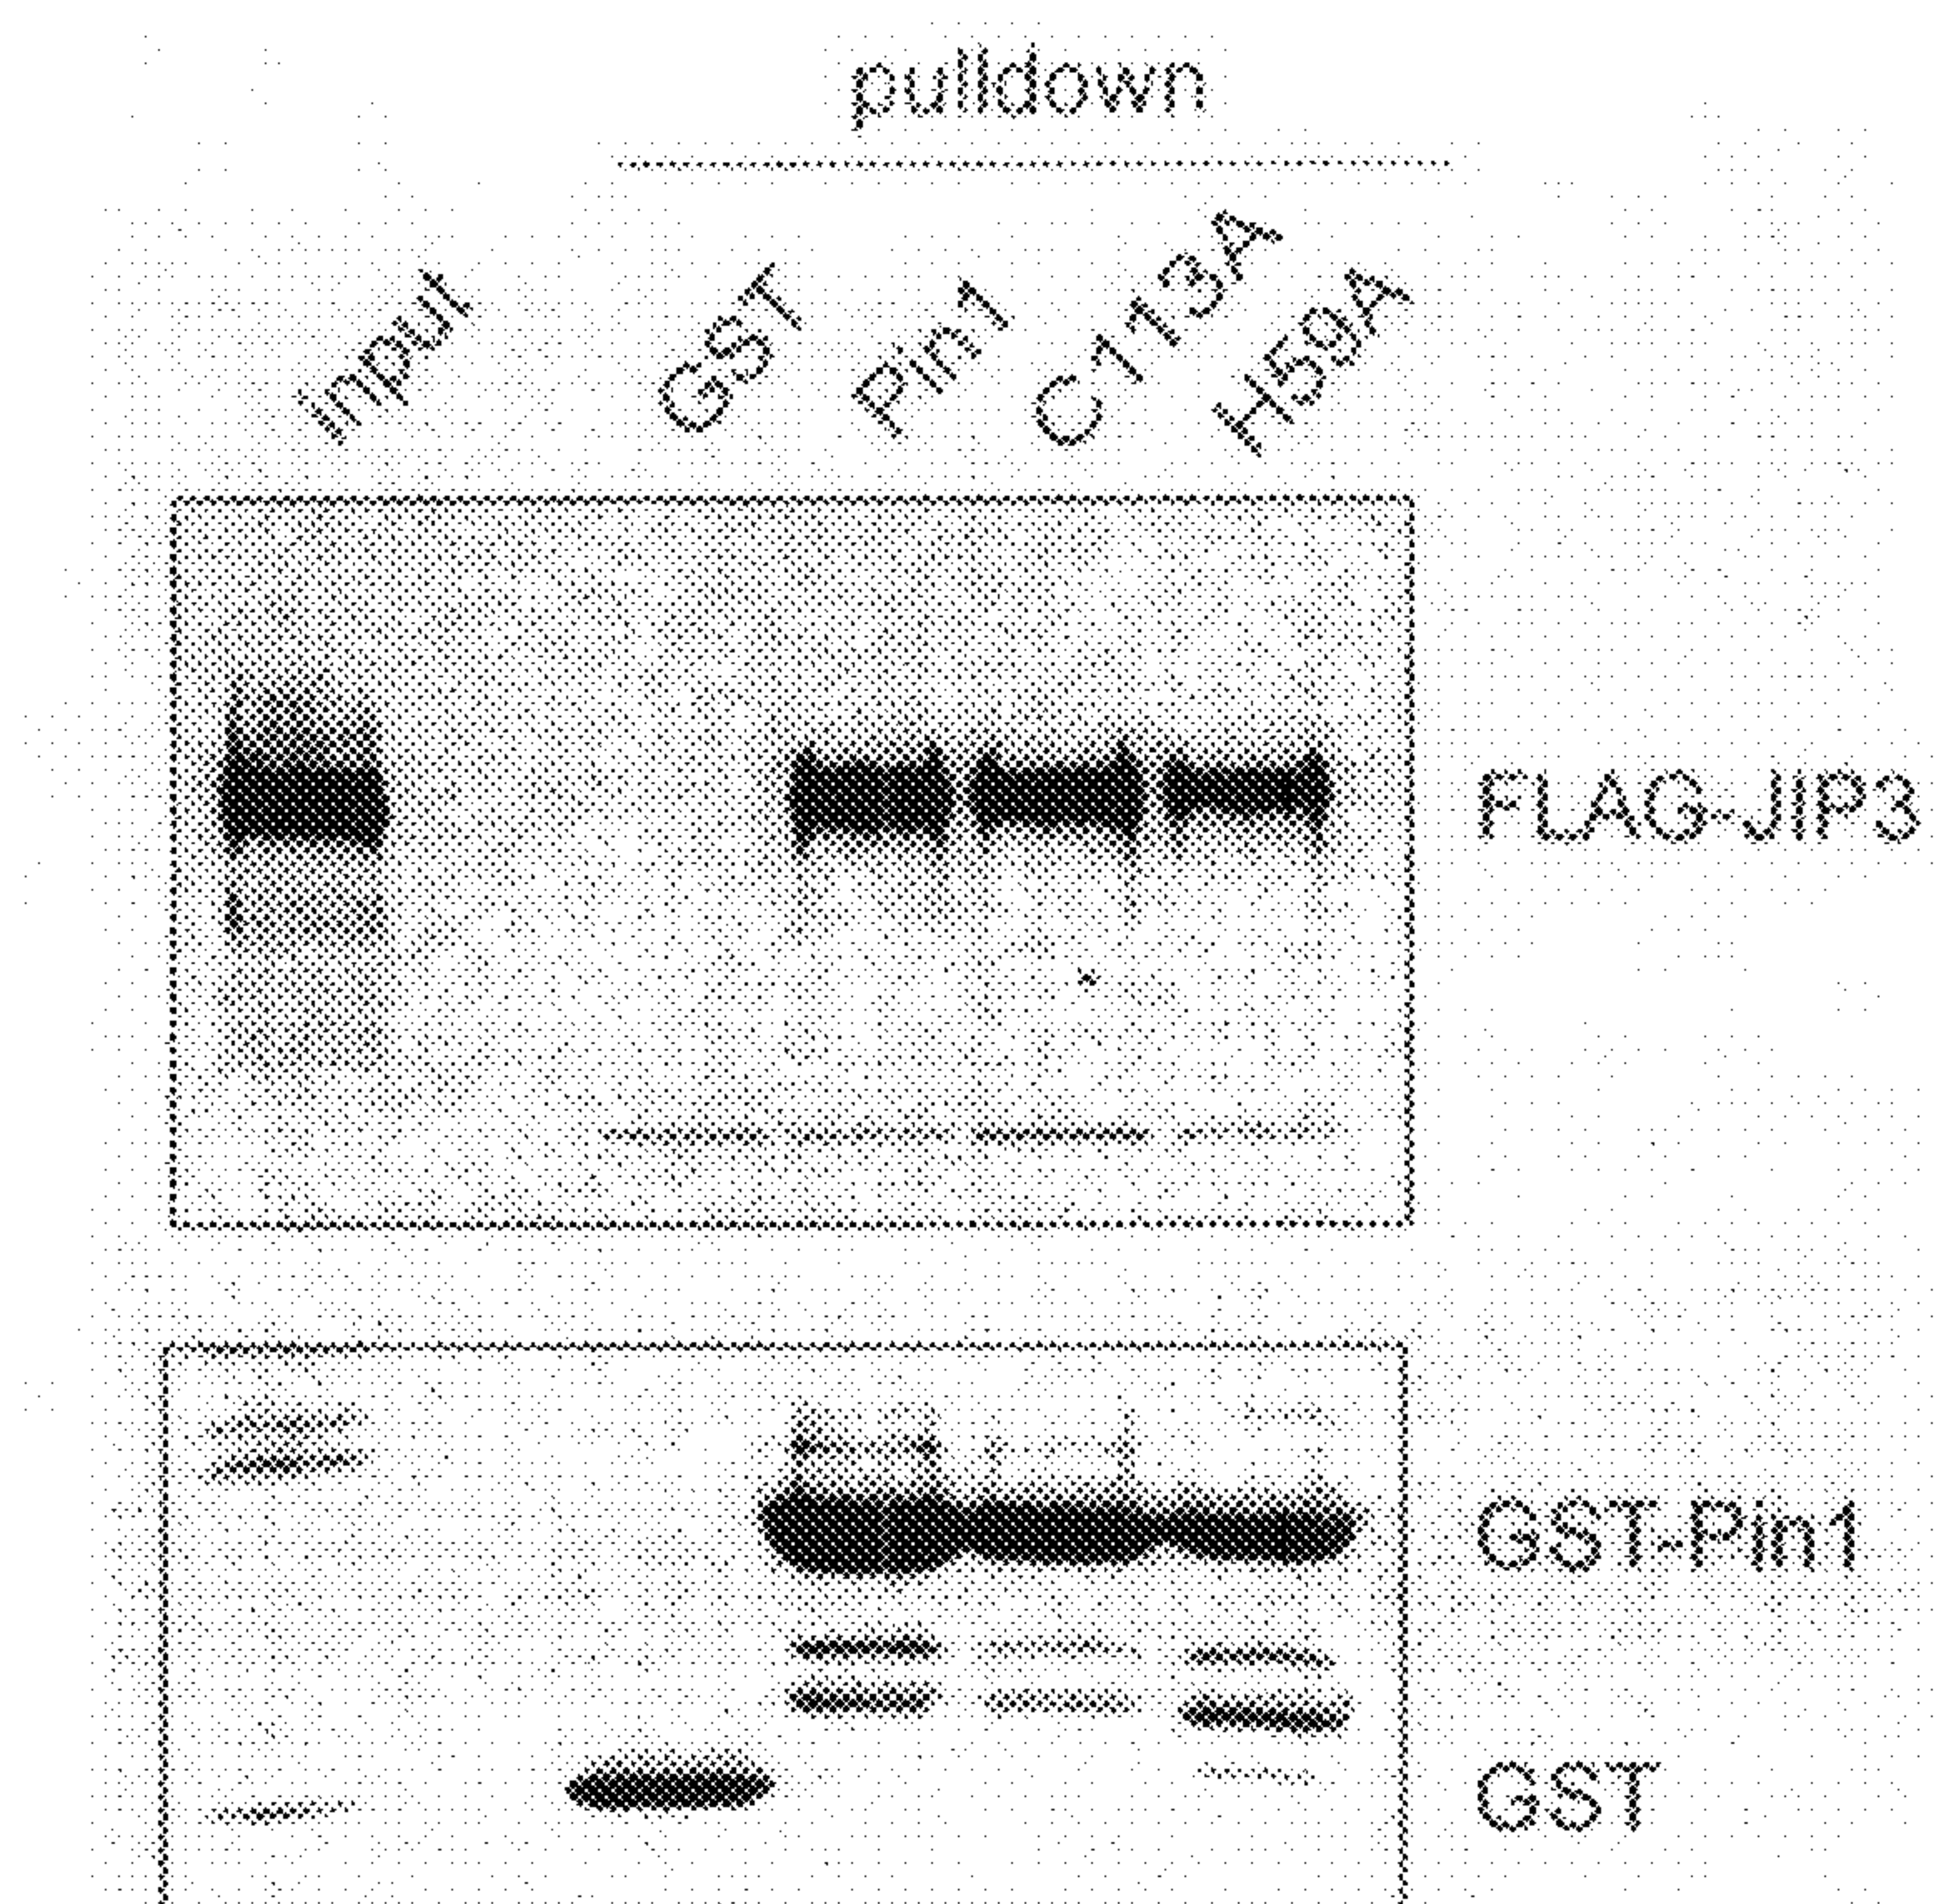 pulldown
input
GST
Pin1
C113A
H59A
FLAG-JIP3
GST-Pin1
GST